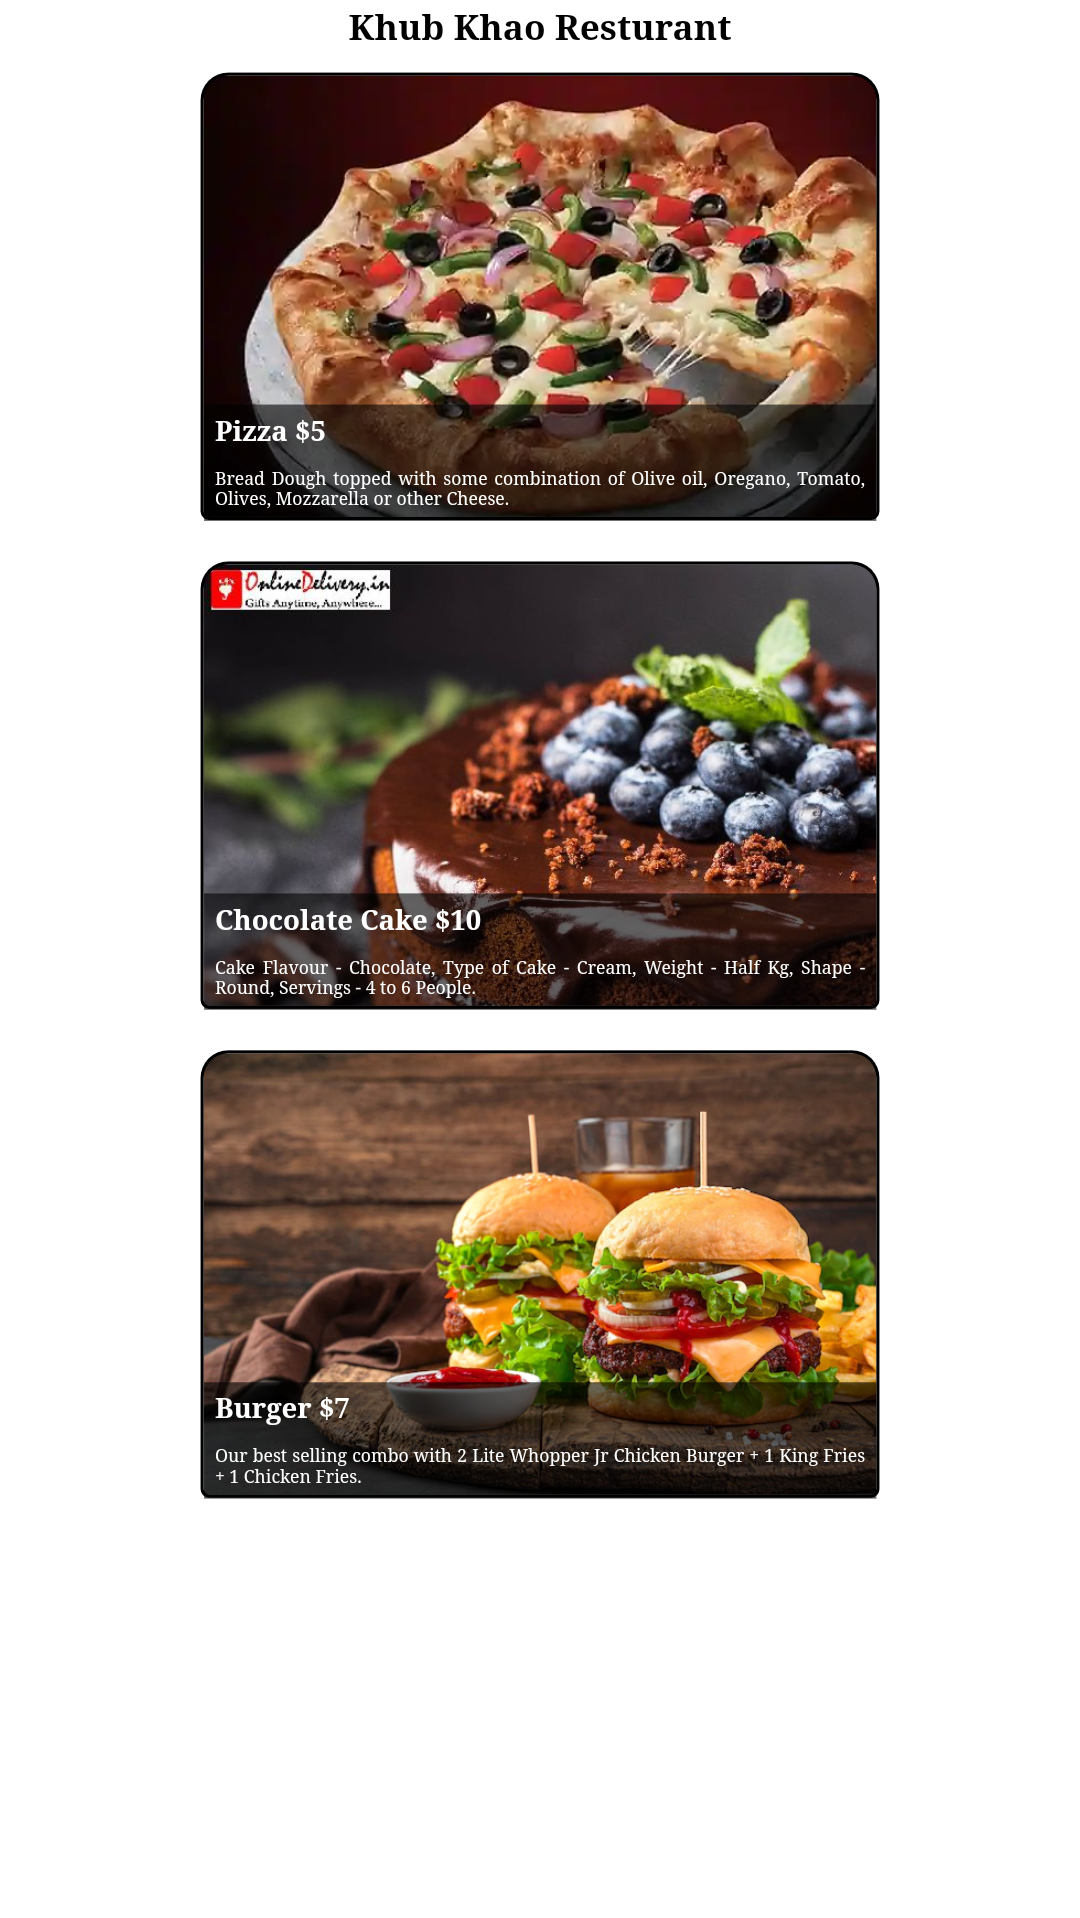 Khub Khao Resturant
Pizza $5
Bread Dough topped with some combination of Olive oil, Oregano, Tomato,
Olives, Mozzarella or other Cheese.
OnlineDelivery.in
Gifts Anytime, Anywhere...
Chocolate Cake $10
Cake Flavour - Chocolate, Type of Cake - Cream, Weight - Half Kg, Shape -
Round, Servings - 4 to 6 People.
Burger $7
Our best selling combo with 2 Lite Whopper Jr Chicken Burger + 1 King Fries
+ 1 Chicken Fries.